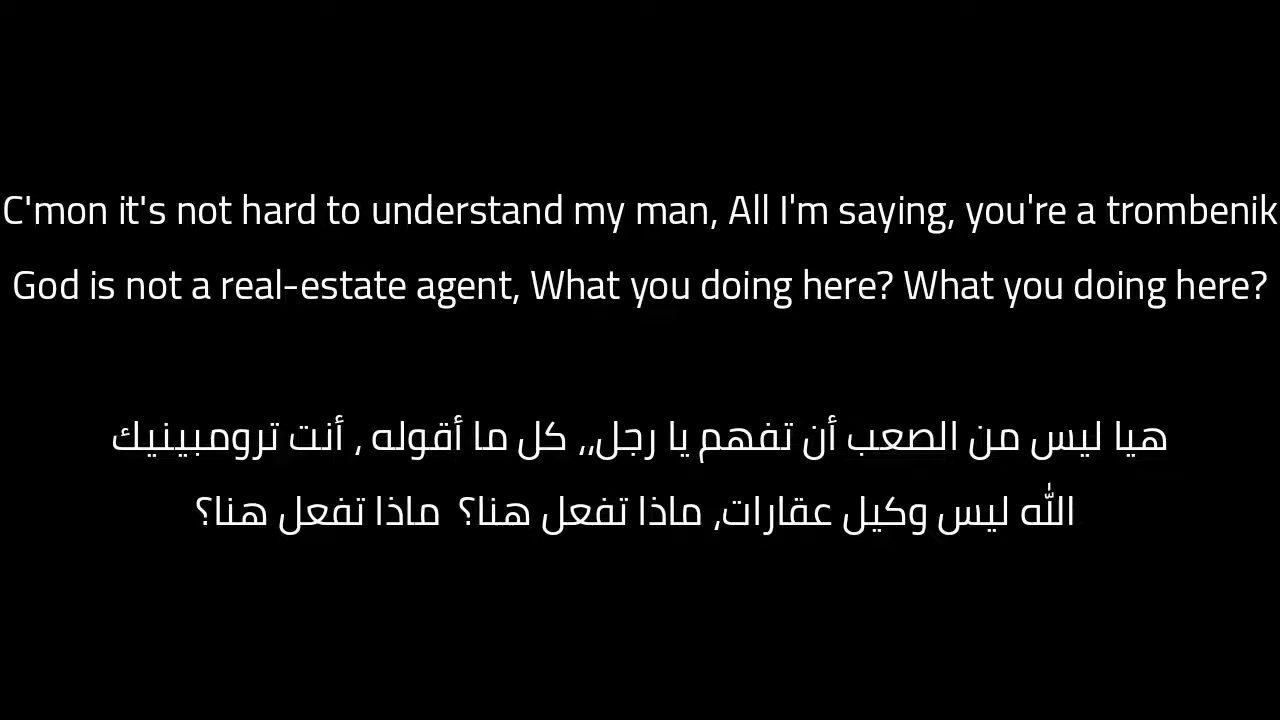 C'mon it's not hard to understand my man, All I'm saying, you're a trombenik
God is not a real-estate agent, What you doing here? What you doing here?
هيا ليس من الصعب أن تفهم يا رجل,, كل ما أقوله , أنت ترومبينيك
الله ليس وكيل عقارات, ماذا تفعل هنا؟ ماذا تفعل هنا؟